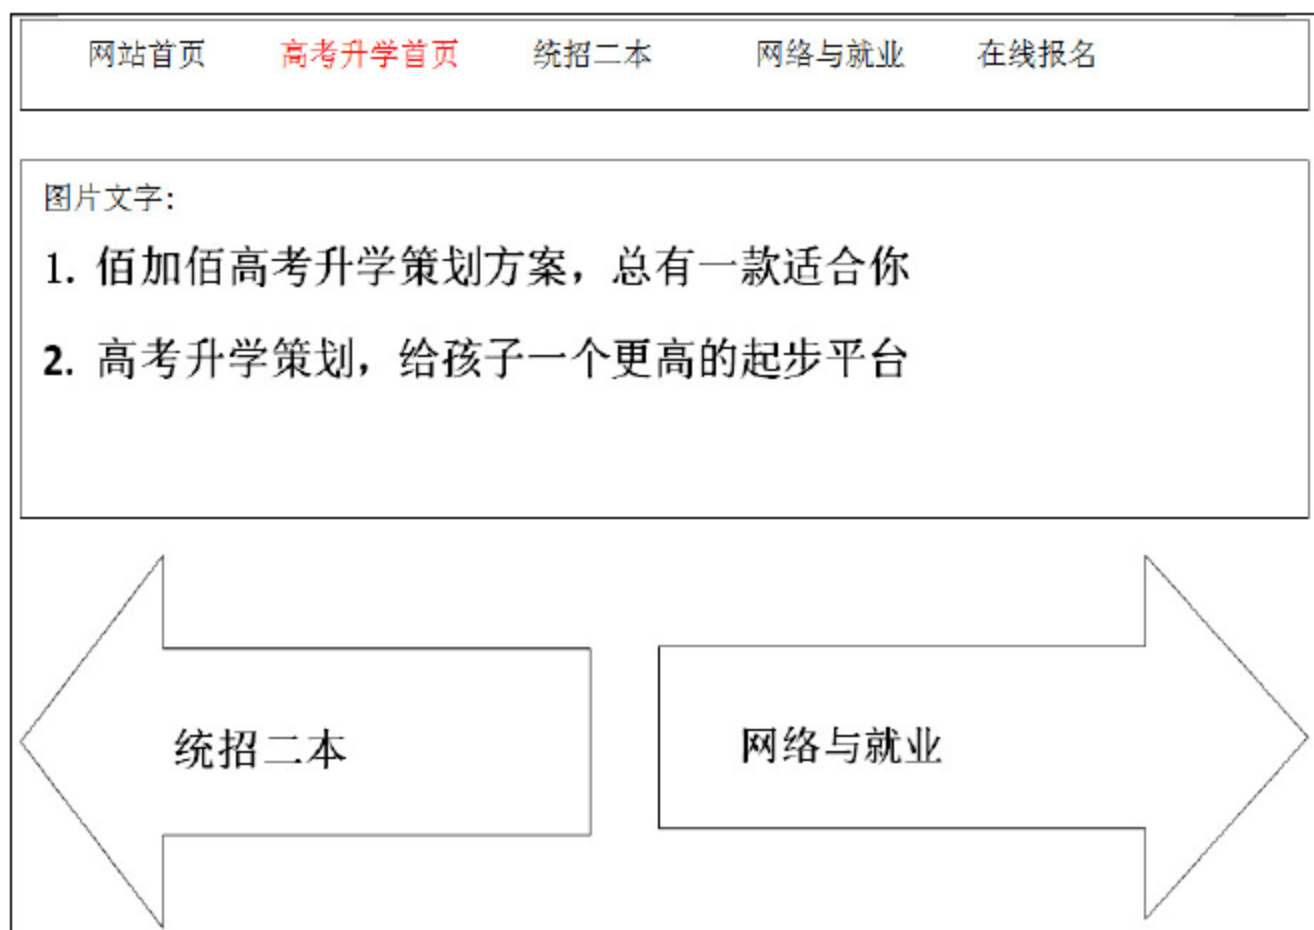 网站首页 高考升学首页 统招二本 网络与就业 在线报名
图片文字:
1. 佰加佰高考升学策划方案，总有一款适合你
2. 高考升学策划，给孩子一个更高的起步平台
统招二本 网络与就业